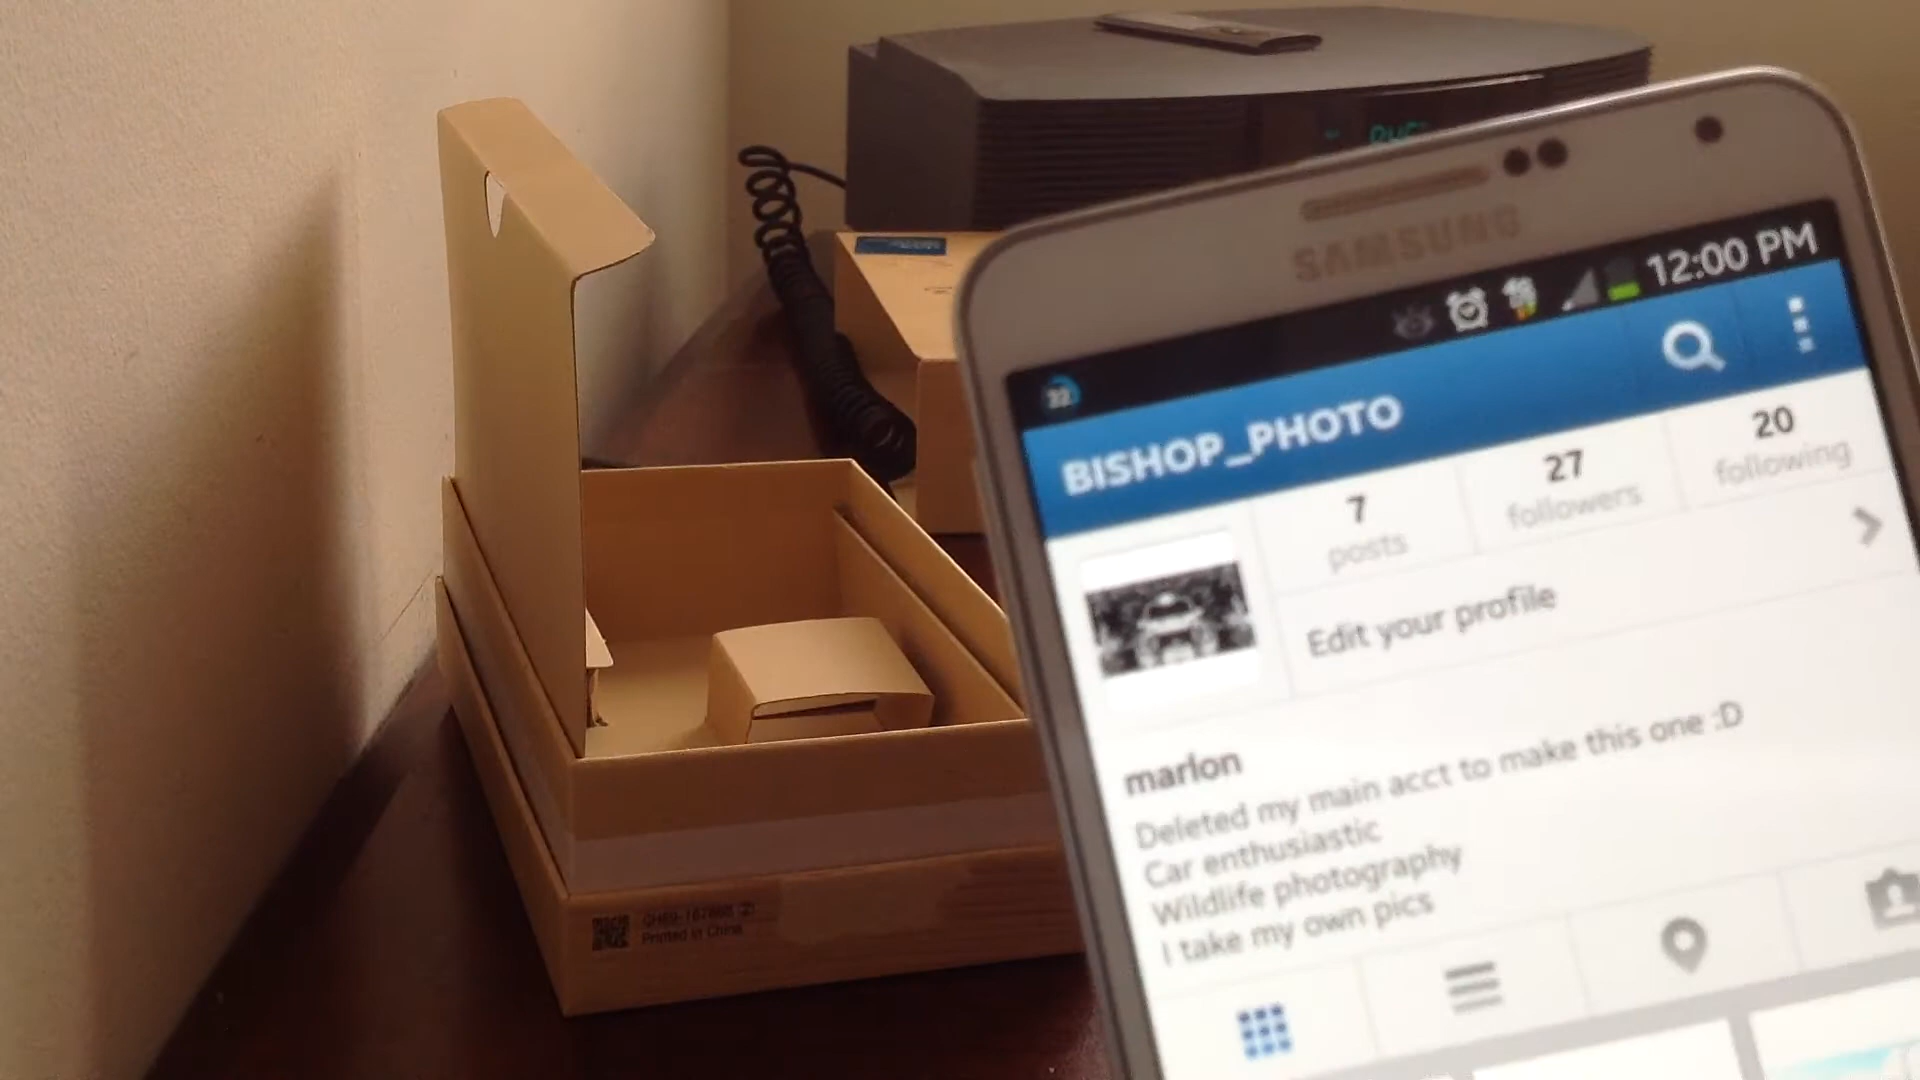 SAMSUNG
12:00 PM
22
BISHOP_PHOTO
7
posts
27
followers
20
following
Edit your profile
marlon
Deleted my main acct to make this one :D
Car enthusiastic
Wildlife photography
I take my own pics
Printed in China